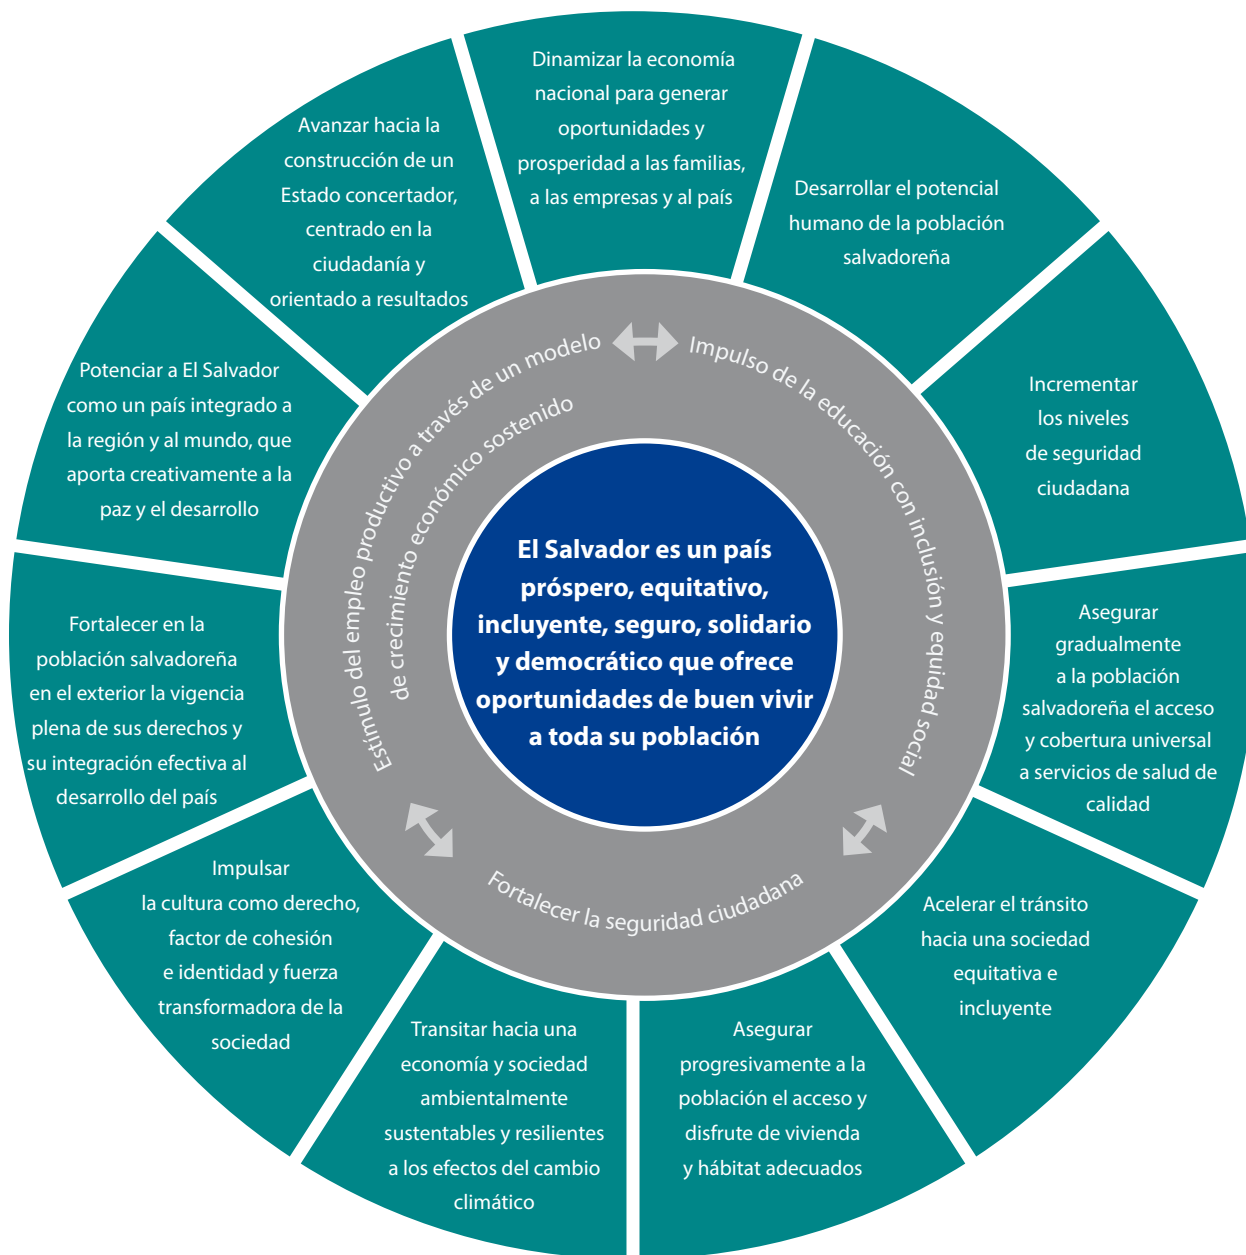 Dinamizar la economía
nacional para generar
oportunidades y
prosperidad a las familias,
a las empresas y al país
Desarrollar el potencial
humano de la población
salvadoreña
Incrementar
los niveles
de seguridad
ciudadana
Asegurar
gradualmente
a la población
salvadoreña el acceso
y cobertura universal
a servicios de salud de
calidad
Acelerar el tránsito
hacia una sociedad
equitativa e
incluyente
Asegurar
progresivamente a la
población el acceso y
disfrute de vivienda
y hábitat adecuados
Transitar hacia una
economía y sociedad
ambientalmente
sustentables y resilientes
a los efectos del cambio
climático
Impulsar
la cultura como derecho,
factor de cohesión
e identidad y fuerza
transformadora de la
sociedad
Fortalecer en la
población salvadoreña
en el exterior la vigencia
plena de sus derechos y
su integración efectiva al
desarrollo del país
Potenciar a El Salvador
como un país integrado a
la región y al mundo, que
aporta creativamente a la
paz y el desarrollo
Avanzar hacia la
construcción de un
Estado concertador,
centrado en la
ciudadanía y
orientado a resultados
Estímulo del empleo productivo a través de un modelo
de crecimiento económico sostenido
Impulso de la educación con inclusión y equidad social
Fortalecer la seguridad ciudadana
El Salvador es un país
próspero, equitativo,
incluyente, seguro, solidario
y democrático que ofrece
oportunidades de buen vivir
a toda su población